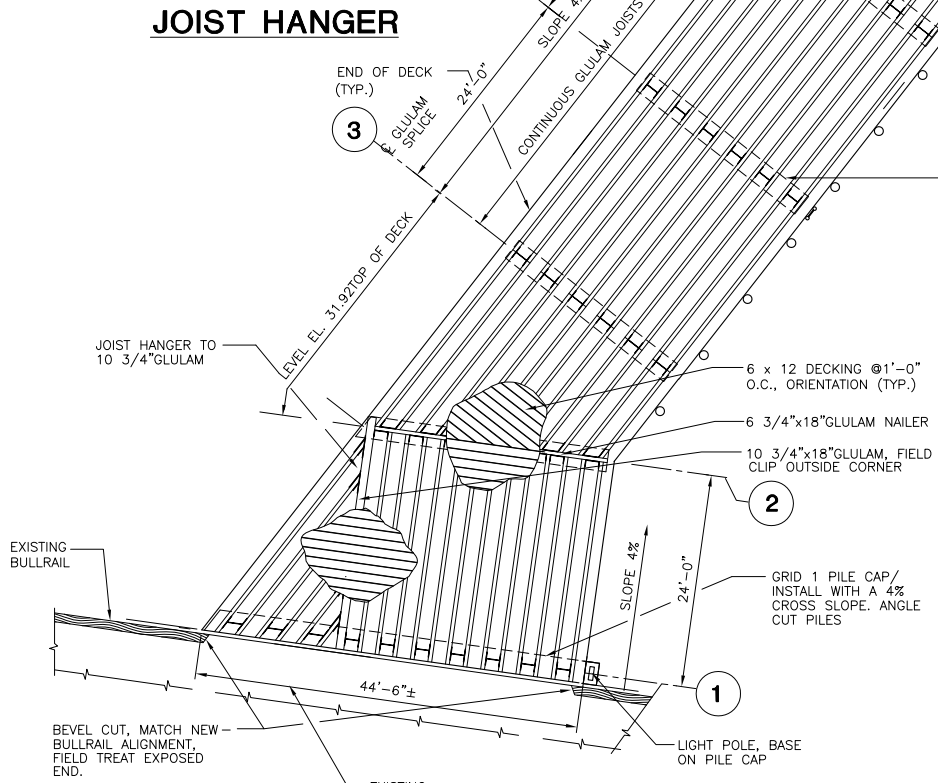 JOIST HANGER
SLOPE 4
END OF DECK
(TYP.)
24'-0"
CONTINUOUS GLULAM JOISTS
3
℄ GLULAM
SPLICE
LEVEL EL. 31.92TOP OF DECK
JOIST HANGER TO
10 3/4"GLULAM
6 x 12 DECKING @1'-0"
O.C., ORIENTATION (TYP.)
6 3/4"x18"GLULAM NAILER
10 3/4"x18"GLULAM, FIELD
CLIP OUTSIDE CORNER
2
EXISTING
BULLRAIL
SLOPE 4%
24'-0"
GRID 1 PILE CAP/
INSTALL WITH A 4%
CROSS SLOPE. ANGLE
CUT PILES
44'-6"±
1
BEVEL CUT, MATCH NEW
BULLRAIL ALIGNMENT,
FIELD TREAT EXPOSED
END.
LIGHT POLE, BASE
ON PILE CAP